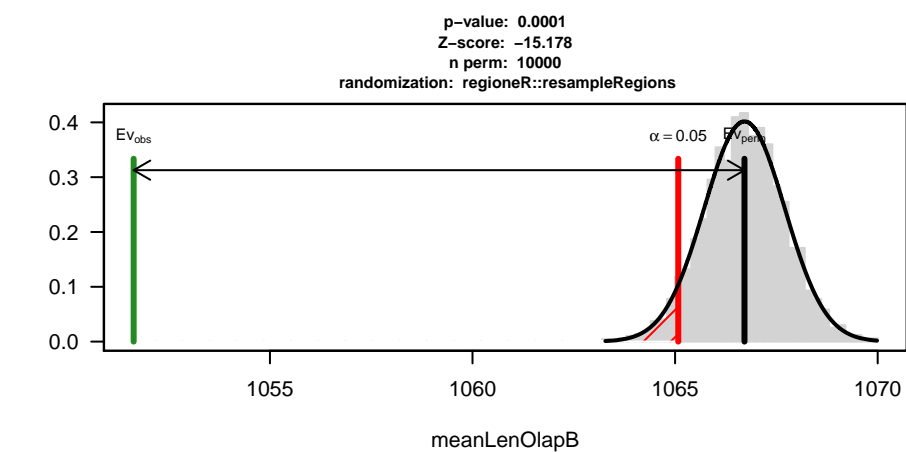 p−value: 0.0001
Z−score: −15.178
n perm: 10000
randomization: regioneR::resampleRegions
0.4
0.3
0.2
0.1
0.0
Evobs
α = 0.05
Evperm
1055
1060
1065
1070
meanLenOlapB